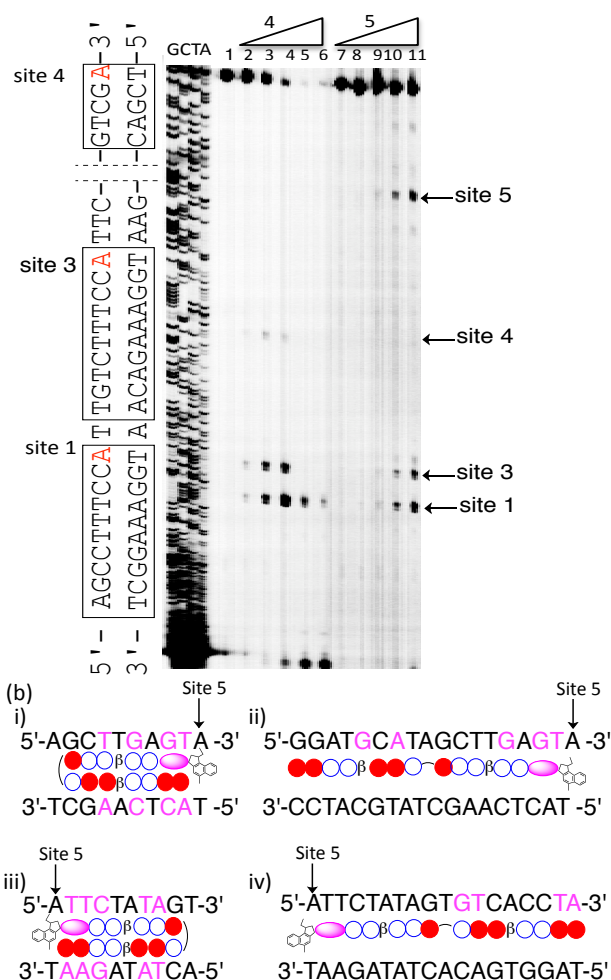 5'–AGCCTTTCCA T TGTCTTTCCA TTC– –GTCGA–3'
3'–TCGGAAAGGT A ACAGAAAGGT AAG– –CAGCT–5'
site 4
site 3
site 1
4 5
GCTA 1 2 3 4 5 6 7 8 9 10 11
site 5
site 4
site 3
site 1
(b)
i)
Site 5
5'-AGCTTGAGTA-3'
β
β
3'-TCGAACTCAT-5'
ii)
Site 5
5'-GGATGCATAGCTTGAGTA-3'
β β
3'-CCTACGTATCGAACTCAT-5'
iii)
Site 5
5'-ATTCTATAGT-3'
β
β
3'-TAAGATATCA-5'
iv)
Site 5
5'-ATTCTATAGTGTCACCTA-3'
β β
3'-TAAGATATCACAGTGGAT-5'